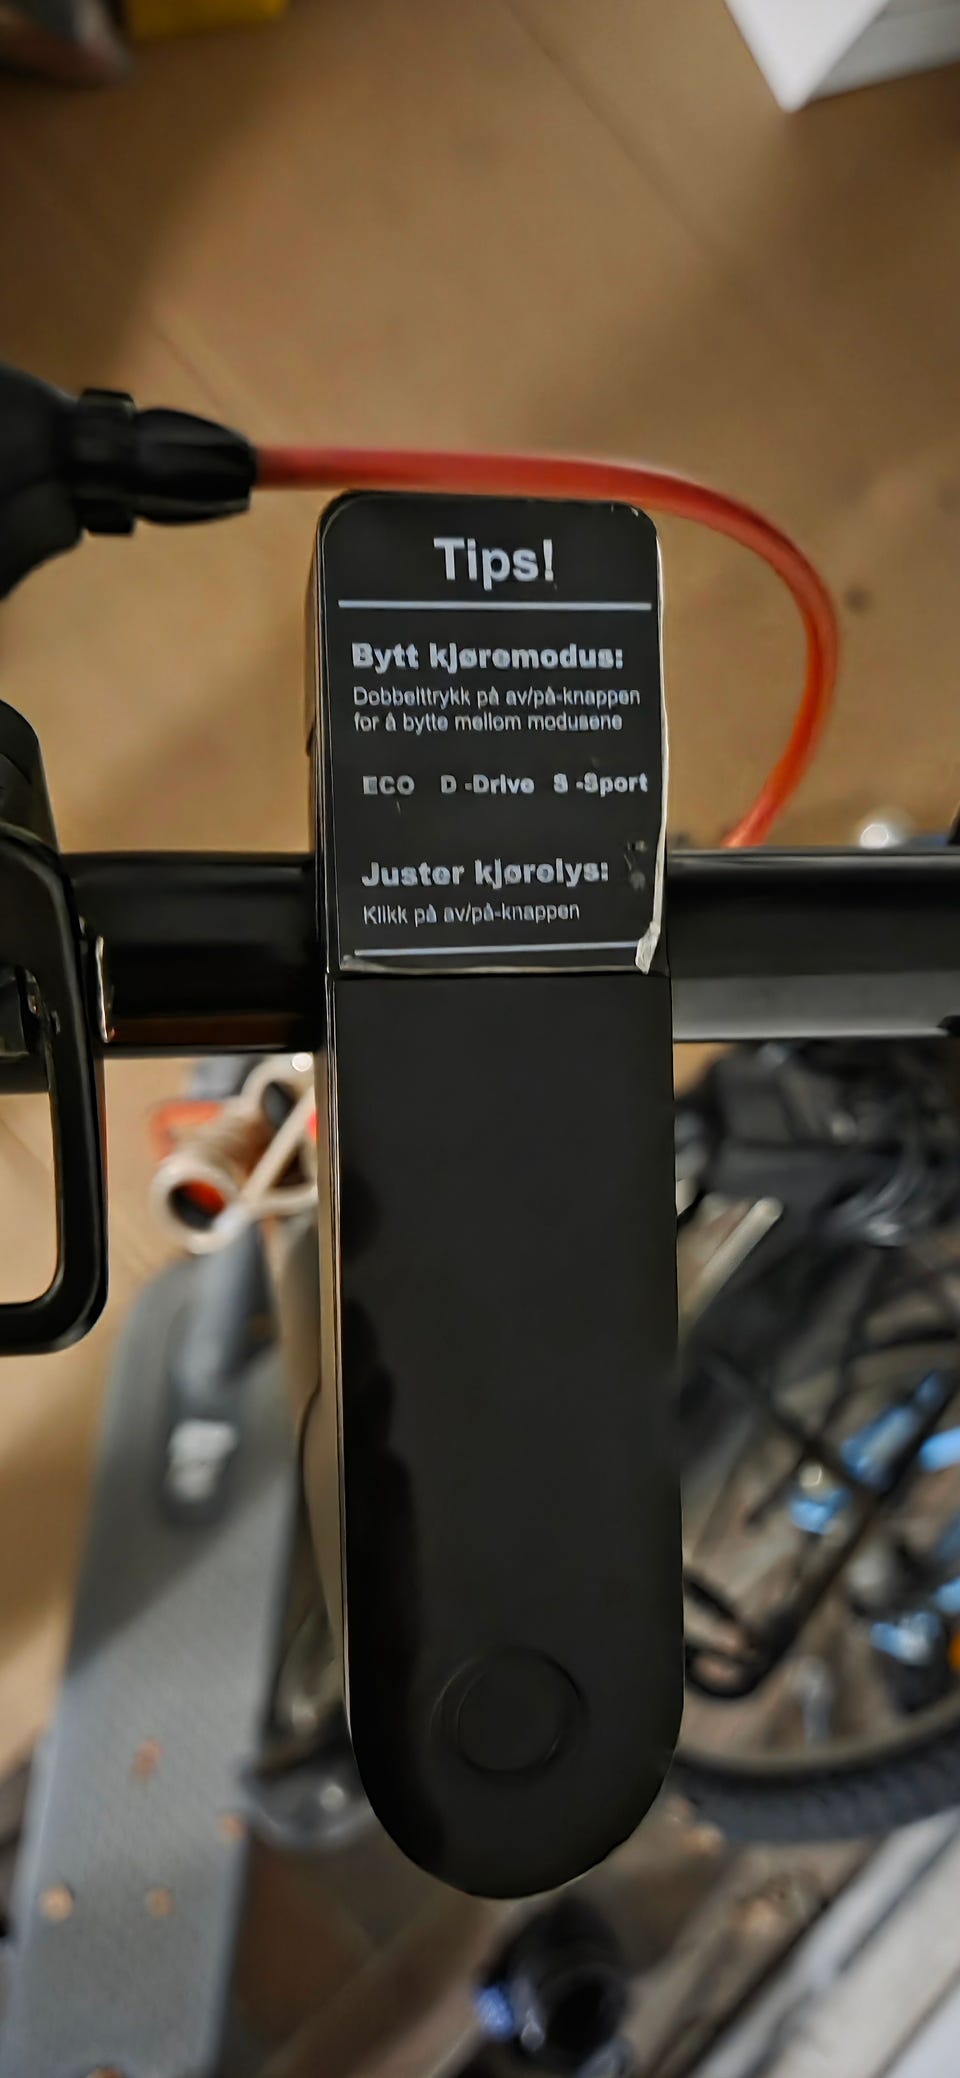 Tips!
Bytt kjøremodus:
Dobbelttrykk på av/på-knappen
for å bytte mellom modusene
ECO D -Drive S -Sport
Juster kjørelys:
Klikk på av/på-knappen